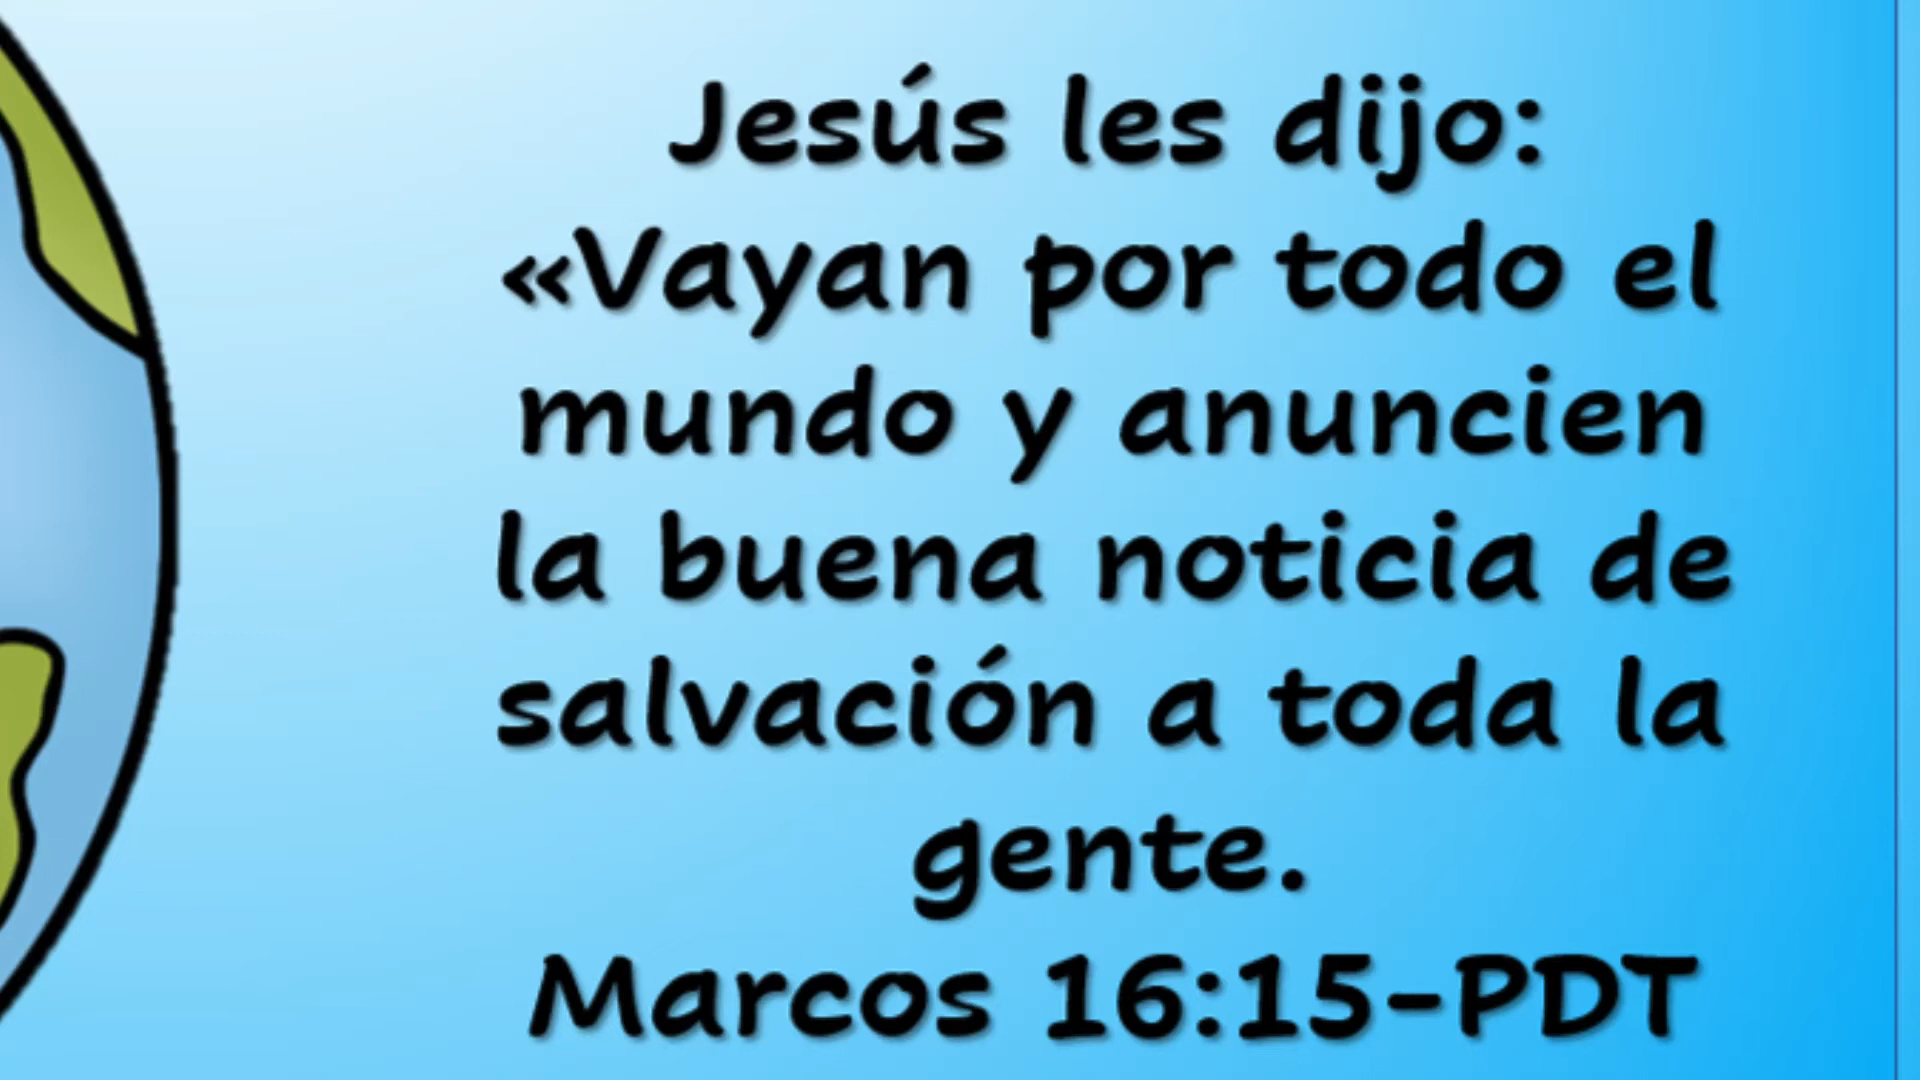 Jesús les dijo:
«Vayan por todo el
mundo y anuncien
la buena noticia de
salvación a toda la
gente.
Marcos 16:15-PDT